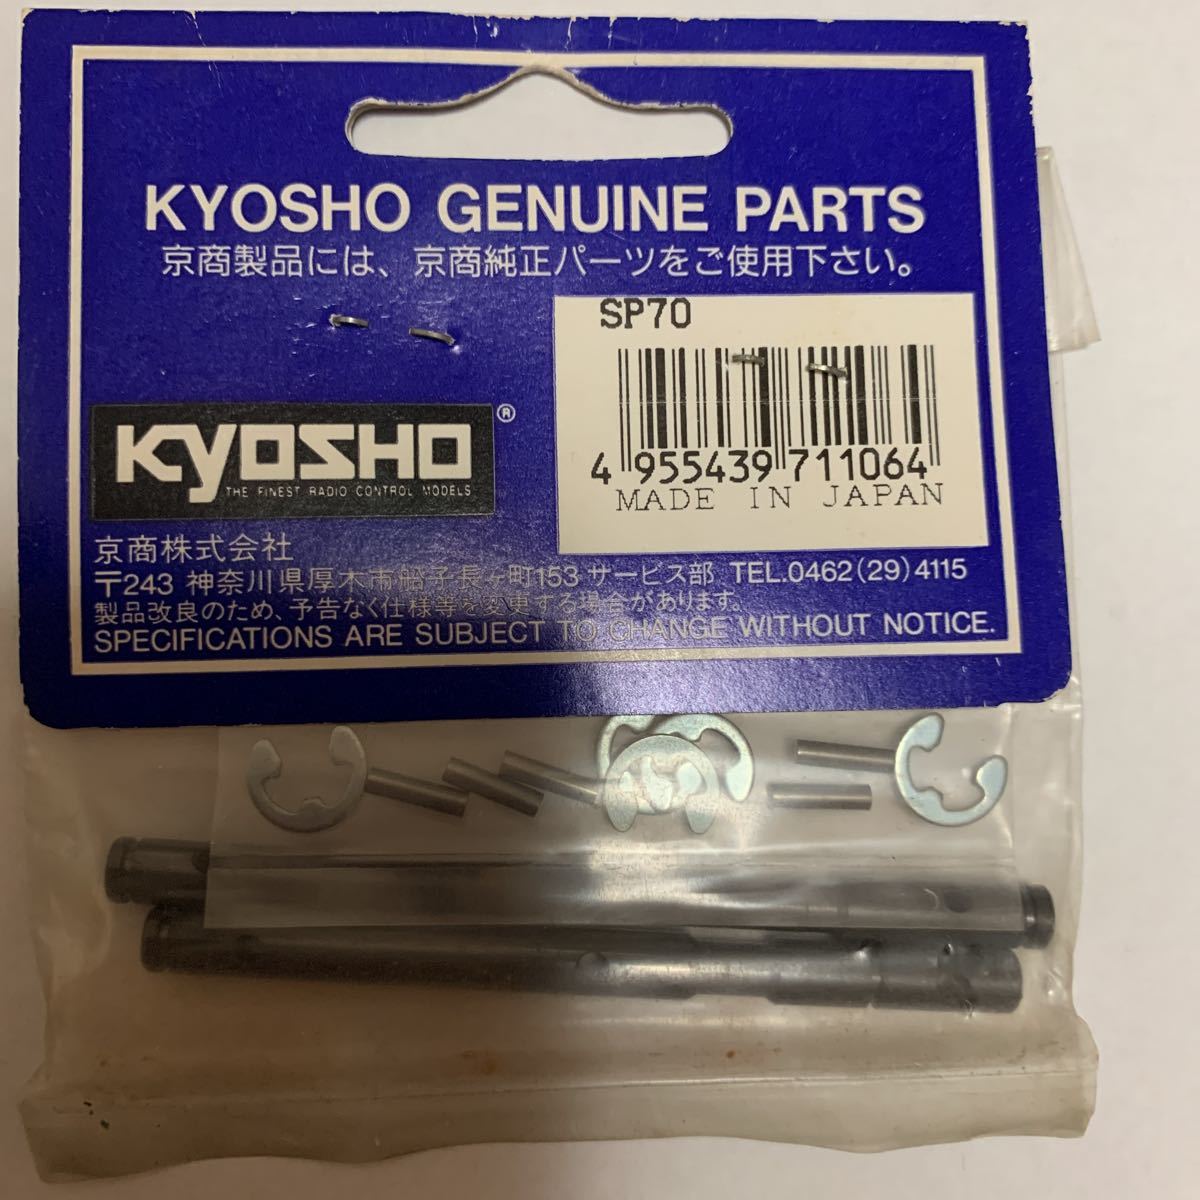 KYOSHO GENUINE PARTS
京商製品には、京商純正パーツをご使用下さい。
SP70
4 955439 711064
MADE IN JAPAN
KYOSHO ®
THE FINEST RADIO CONTROL MODELS
京商株式会社
〒243 神奈川県厚木市船子長ヶ町153 サービス部 TEL.0462(29)4115
製品改良のため、予告なく仕様等を変更する場合があります。
SPECIFICATIONS ARE SUBJECT TO CHANGE WITHOUT NOTICE.